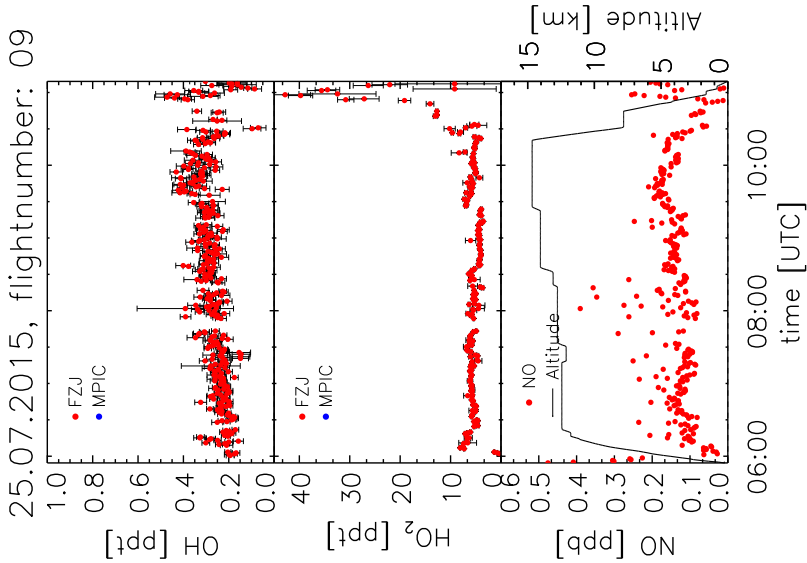 25.07.2015, flightnumber: 09
OH [ppt]
1.0
0.8
0.6
0.4
0.2
0.0
FZJ
MPIC
HO2 [ppt]
40
30
20
10
0
FZJ
MPIC
NO [ppb]
0.6
0.5
0.4
0.3
0.2
0.1
0.0
NO
Altitude
Altitude [km]
15
10
5
0
06:00
08:00
10:00
time [UTC]